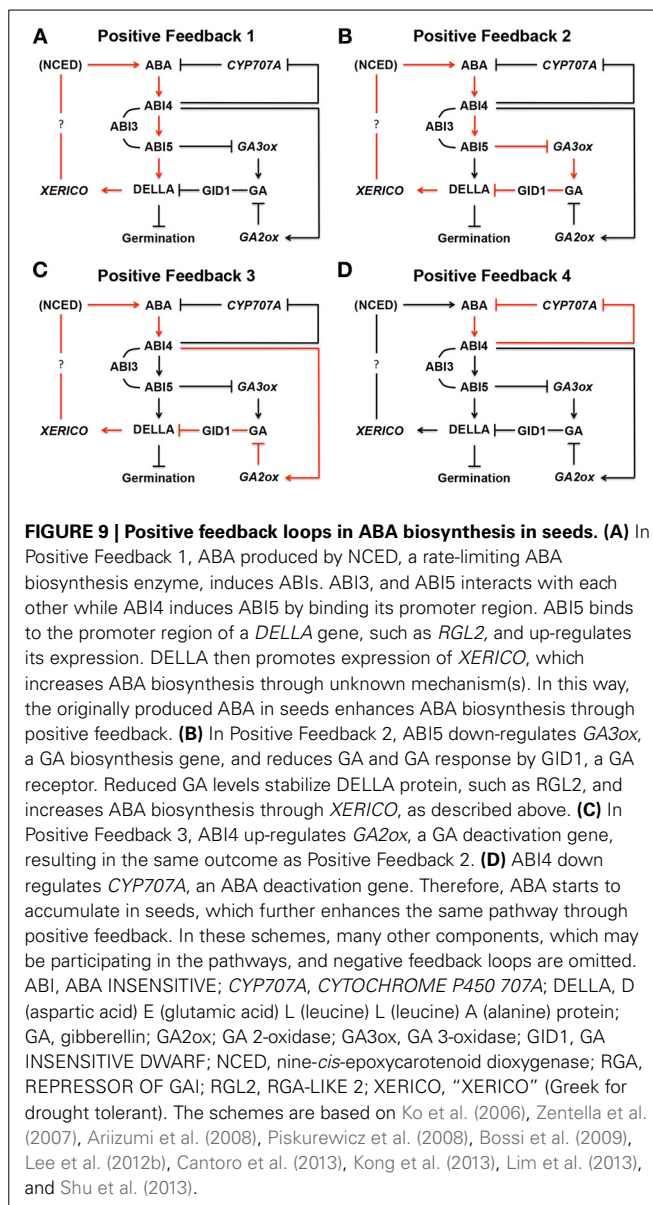 A Positive Feedback 1
(NCED) ABA CYP707A
ABI4
ABI3
? ABI5 GA3ox
XERICO DELLA GID1 GA
Germination GA2ox
B Positive Feedback 2
(NCED) ABA CYP707A
ABI4
ABI3
? ABI5 GA3ox
XERICO DELLA GID1 GA
Germination GA2ox
C Positive Feedback 3
(NCED) ABA CYP707A
ABI4
ABI3
? ABI5 GA3ox
XERICO DELLA GID1 GA
Germination GA2ox
D Positive Feedback 4
(NCED) ABA CYP707A
ABI4
ABI3
? ABI5 GA3ox
XERICO DELLA GID1 GA
Germination GA2ox
FIGURE 9 | Positive feedback loops in ABA biosynthesis in seeds. (A) In
Positive Feedback 1, ABA produced by NCED, a rate-limiting ABA
biosynthesis enzyme, induces ABIs. ABI3, and ABI5 interacts with each
other while ABI4 induces ABI5 by binding its promoter region. ABI5 binds
to the promoter region of a DELLA gene, such as RGL2, and up-regulates
its expression. DELLA then promotes expression of XERICO, which
increases ABA biosynthesis through unknown mechanism(s). In this way,
the originally produced ABA in seeds enhances ABA biosynthesis through
positive feedback. (B) In Positive Feedback 2, ABI5 down-regulates GA3ox,
a GA biosynthesis gene, and reduces GA and GA response by GID1, a GA
receptor. Reduced GA levels stabilize DELLA protein, such as RGL2, and
increases ABA biosynthesis through XERICO, as described above. (C) In
Positive Feedback 3, ABI4 up-regulates GA2ox, a GA deactivation gene,
resulting in the same outcome as Positive Feedback 2. (D) ABI4 down
regulates CYP707A, an ABA deactivation gene. Therefore, ABA starts to
accumulate in seeds, which further enhances the same pathway through
positive feedback. In these schemes, many other components, which may
be participating in the pathways, and negative feedback loops are omitted.
ABI, ABA INSENSITIVE; CYP707A, CYTOCHROME P450 707A; DELLA, D
(aspartic acid) E (glutamic acid) L (leucine) L (leucine) A (alanine) protein;
GA, gibberellin; GA2ox; GA 2-oxidase; GA3ox, GA 3-oxidase; GID1, GA
INSENSITIVE DWARF; NCED, nine-cis-epoxycarotenoid dioxygenase; RGA,
REPRESSOR OF GAI; RGL2, RGA-LIKE 2; XERICO, “XERICO” (Greek for
drought tolerant). The schemes are based on Ko et al. (2006), Zentella et al.
(2007), Ariizumi et al. (2008), Piskurewicz et al. (2008), Bossi et al. (2009),
Lee et al. (2012b), Cantoro et al. (2013), Kong et al. (2013), Lim et al. (2013),
and Shu et al. (2013).